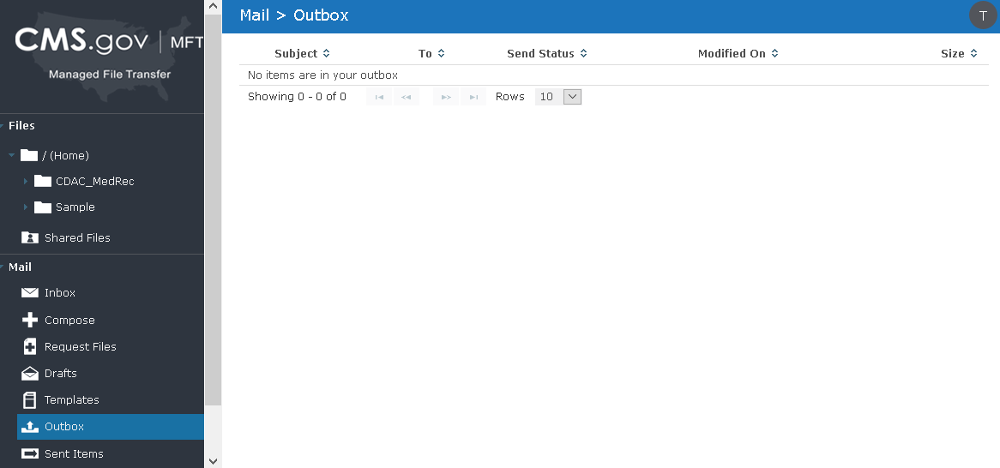 CMS.gov | MFT
Managed File Transfer
Files
/ (Home)
CDAC_MedRec
Sample
Shared Files
Mail
Inbox
Compose
Request Files
Drafts
Templates
Outbox
Sent Items
Mail > Outbox
T
Subject To Send Status Modified On Size
No items are in your outbox
Showing 0 - 0 of 0 Rows 10